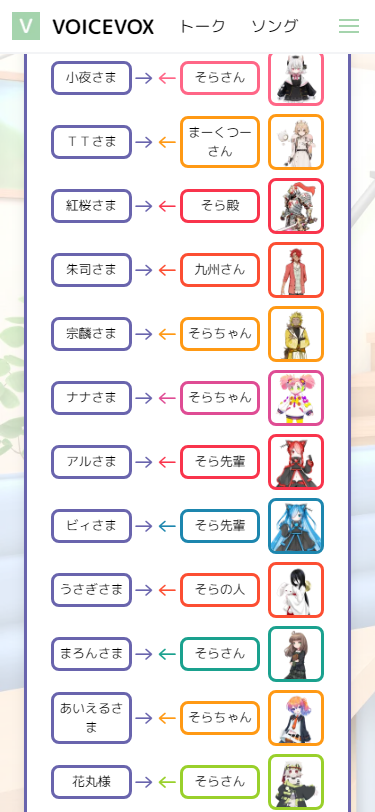 V VOICEVOX トーク ソング
小夜さま → ← そらさん
ＴＴさま → ← まーくつー
さん
紅桜さま → ← そら殿
朱司さま → ← 九州さん
宗麟さま → ← そらちゃん
ナナさま → ← そらちゃん
アルさま → ← そら先輩
ビィさま → ← そら先輩
うさぎさま → ← そらの人
まろんさま → ← そらさん
あいえるさ
ま → ← そらちゃん
花丸様 → ← そらさん